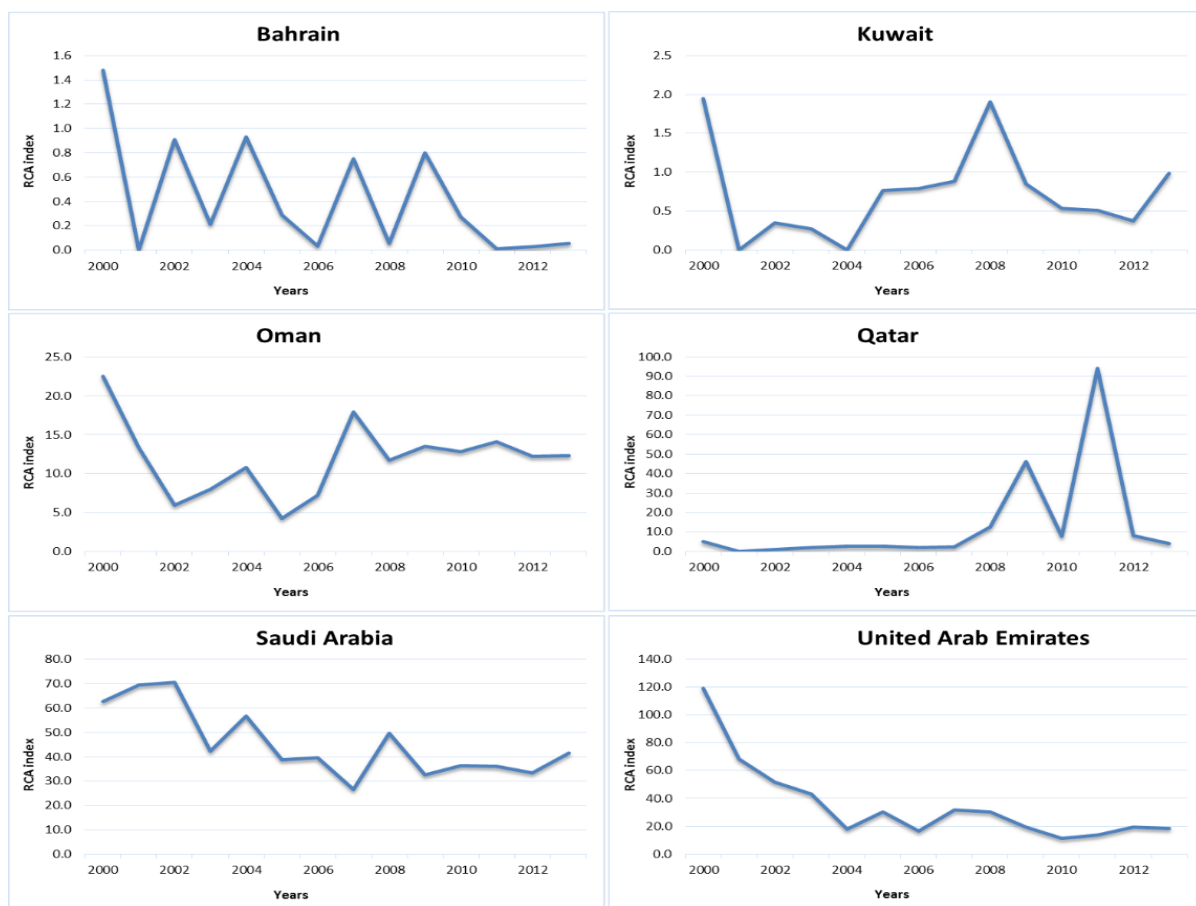 Bahrain
1.6
1.4
1.2
1.0
0.8
0.6
0.4
0.2
0.0
RCA index
2000 2002 2004 2006 2008 2010 2012
Years
Kuwait
2.5
2.0
1.5
1.0
0.5
0.0
RCA index
2000 2002 2004 2006 2008 2010 2012
Years
Oman
25.0
20.0
15.0
10.0
5.0
0.0
RCA index
2000 2002 2004 2006 2008 2010 2012
Years
Qatar
100.0
90.0
80.0
70.0
60.0
50.0
40.0
30.0
20.0
10.0
0.0
RCA index
2000 2002 2004 2006 2008 2010 2012
Years
Saudi Arabia
80.0
70.0
60.0
50.0
40.0
30.0
20.0
10.0
0.0
RCA index
2000 2002 2004 2006 2008 2010 2012
Years
United Arab Emirates
140.0
120.0
100.0
80.0
60.0
40.0
20.0
0.0
RCA index
2000 2002 2004 2006 2008 2010 2012
Years